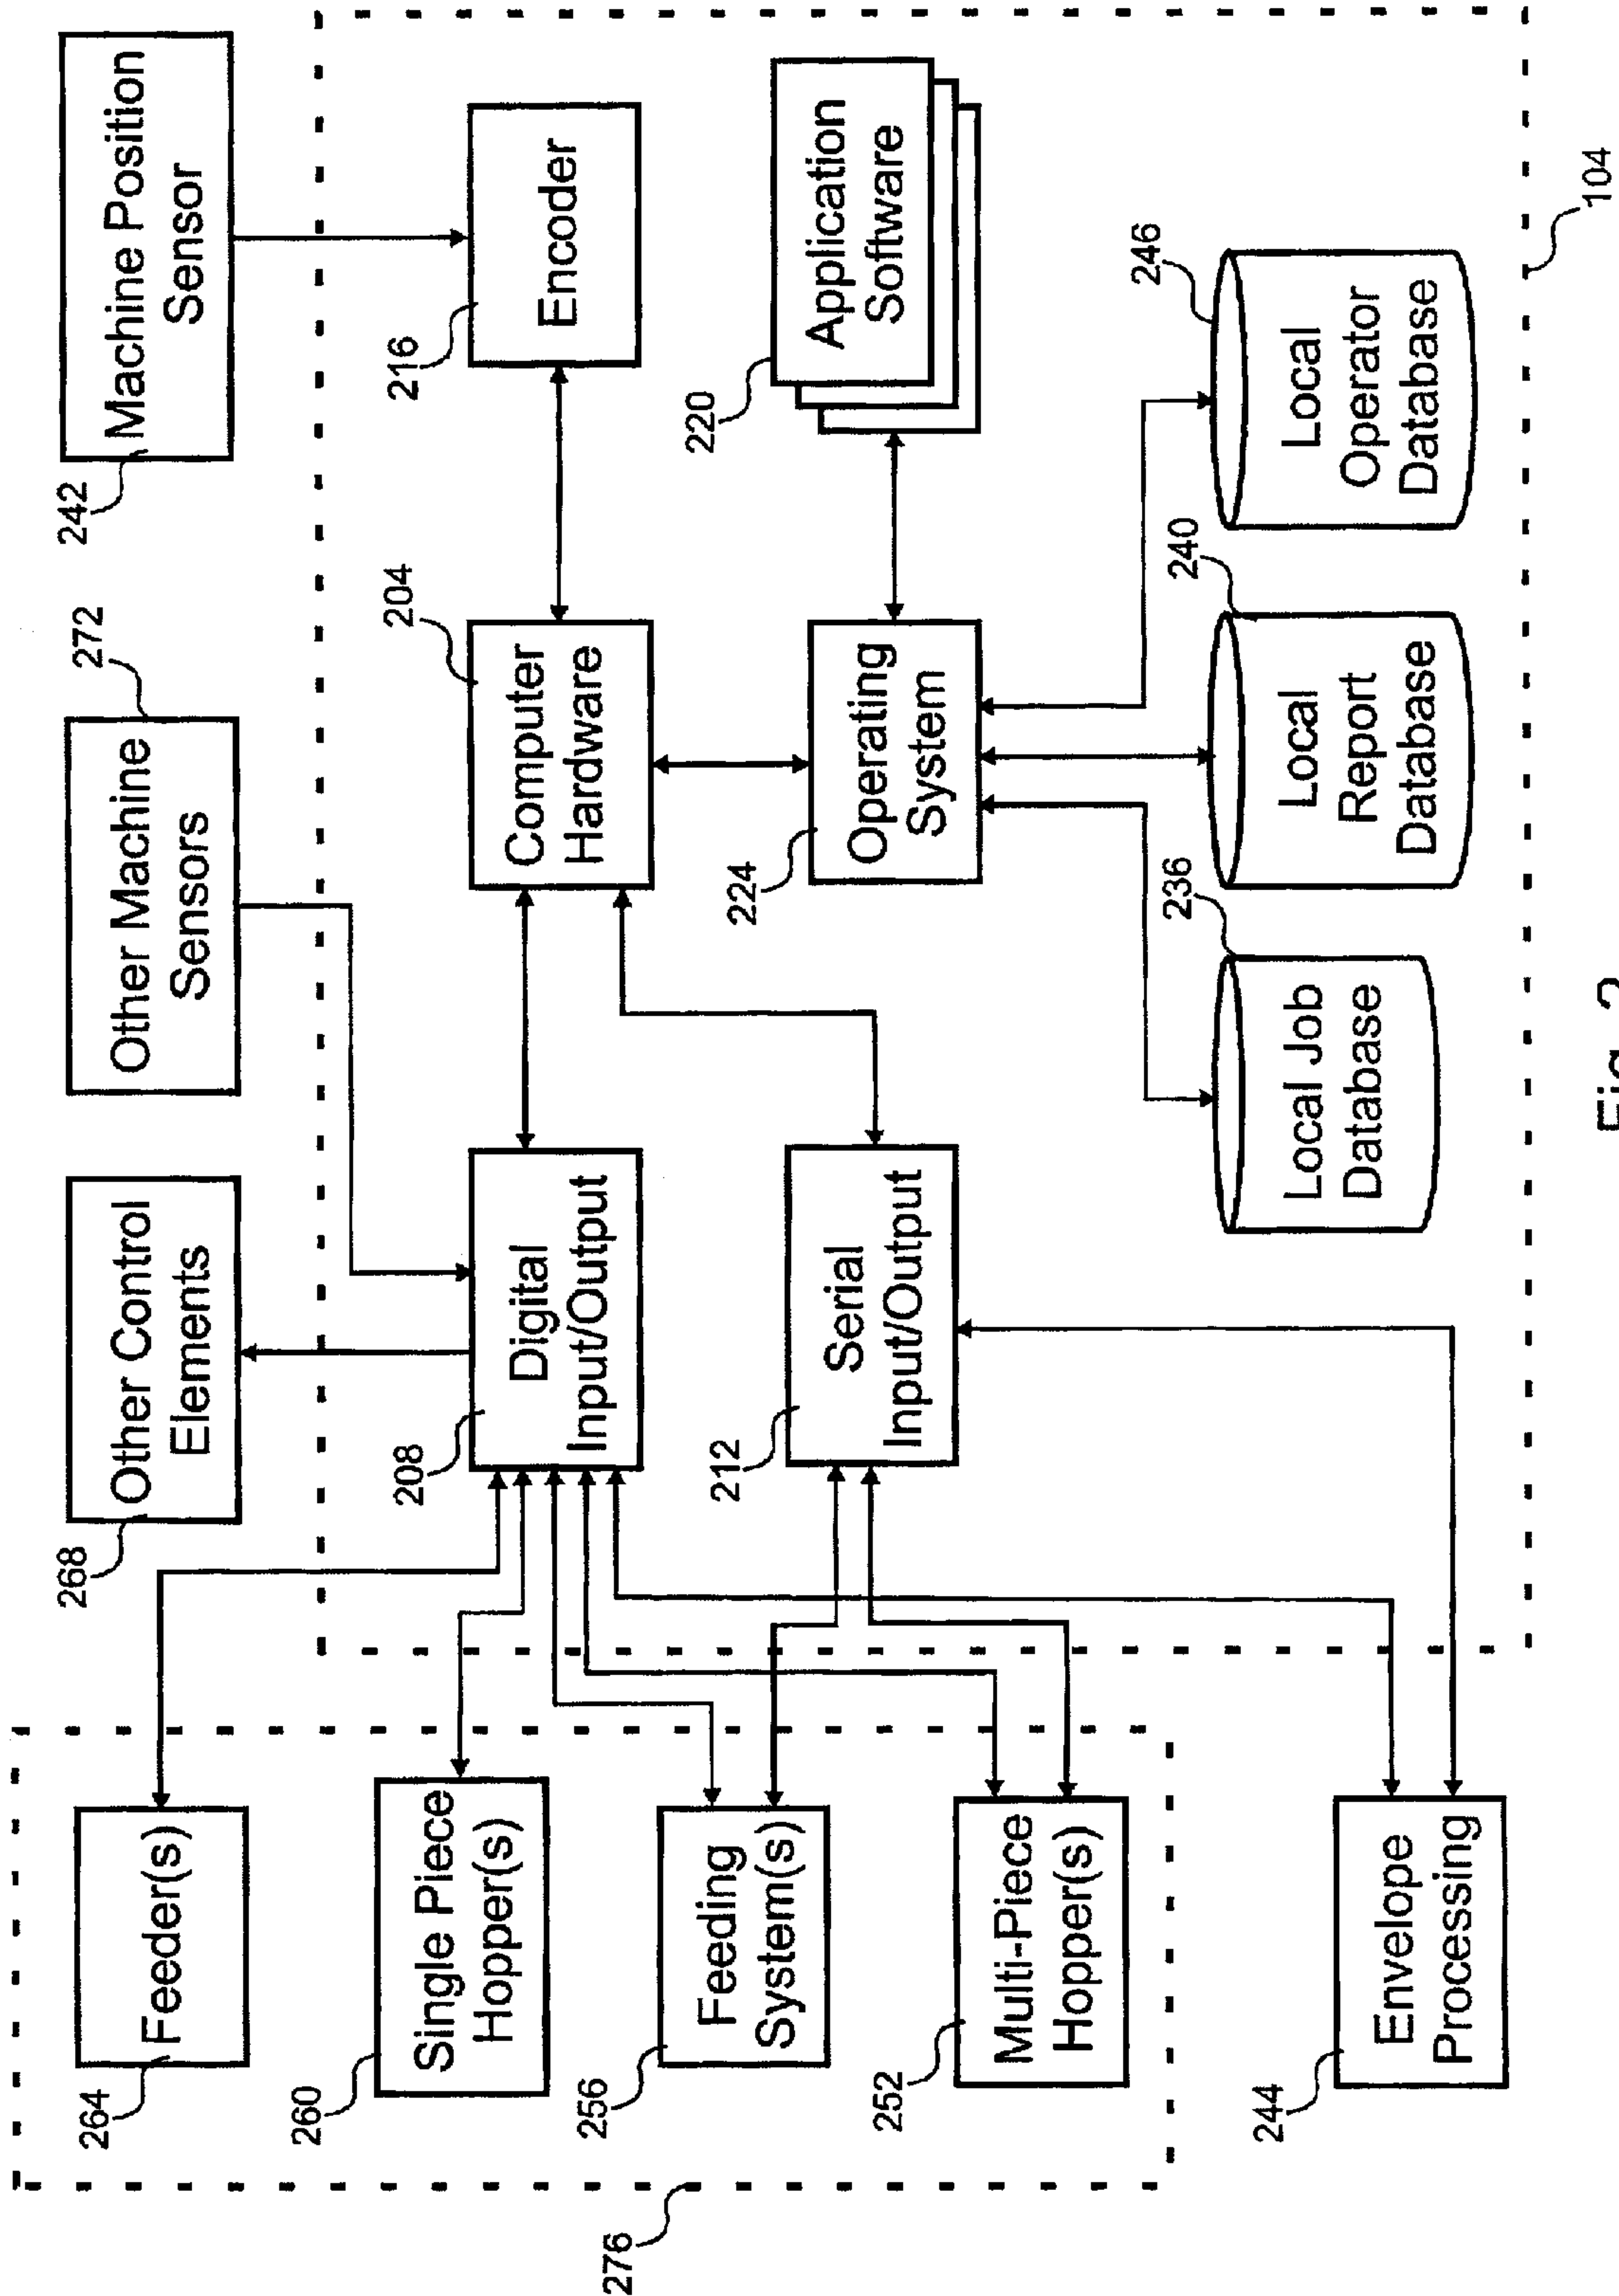 264
Feeder(s)
268
Other Control
Elements
272
Other Machine
Sensors
242
Machine Position
Sensor
260
Single Piece
Hopper(s)
208
Digital
Input/Output
204
Computer
Hardware
216
Encoder
256
Feeding
System(s)
252
Multi-Piece
Hopper(s)
212
Serial
Input/Output
224
Operating
System
220
Application
Software
276
244
Envelope
Processing
236
Local Job
Database
240
Local
Report
Database
246
Local
Operator
Database
104